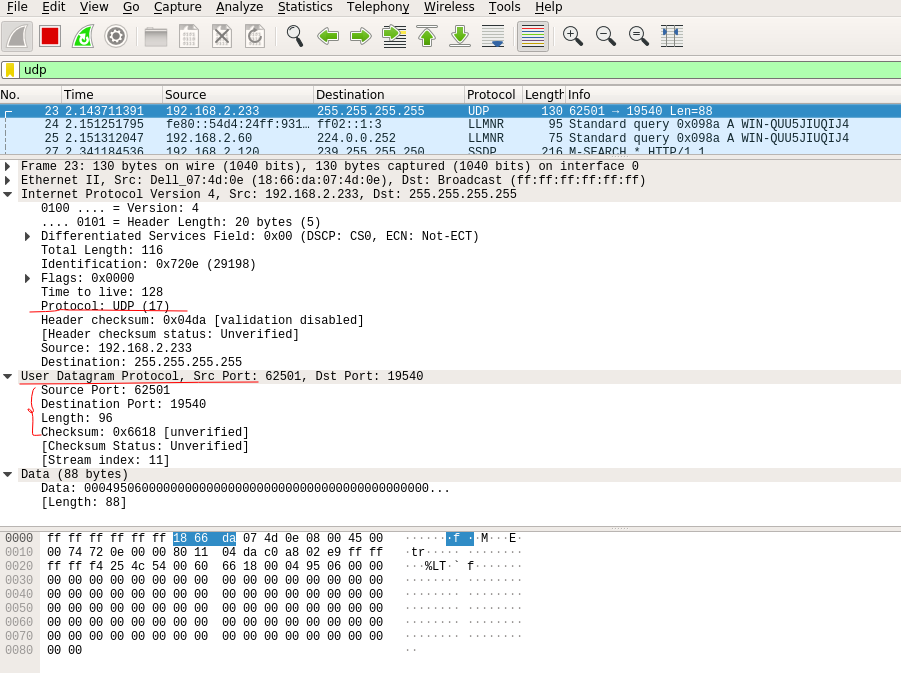 File Edit View Go Capture Analyze Statistics Telephony Wireless Tools Help
udp
No. Time Source Destination Protocol Length Info
23 2.143711391 192.168.2.233 255.255.255.255 UDP 130 62501 → 19540 Len=88
24 2.151251795 fe80::54d4:24ff:931… ff02::1:3 LLMNR 95 Standard query 0x098a A WIN-QUU5JIUQIJ4
25 2.151312047 192.168.2.60 224.0.0.252 LLMNR 75 Standard query 0x098a A WIN-QUU5JIUQIJ4
27 2.341184536 192.168.2.120 239.255.255.250 SSDP 216 M-SEARCH * HTTP/1.1
Frame 23: 130 bytes on wire (1040 bits), 130 bytes captured (1040 bits) on interface 0
Ethernet II, Src: Dell_07:4d:0e (18:66:da:07:4d:0e), Dst: Broadcast (ff:ff:ff:ff:ff:ff)
Internet Protocol Version 4, Src: 192.168.2.233, Dst: 255.255.255.255
0100 .... = Version: 4
.... 0101 = Header Length: 20 bytes (5)
Differentiated Services Field: 0x00 (DSCP: CS0, ECN: Not-ECT)
Total Length: 116
Identification: 0x720e (29198)
Flags: 0x0000
Time to live: 128
Protocol: UDP (17)
Header checksum: 0x04da [validation disabled]
[Header checksum status: Unverified]
Source: 192.168.2.233
Destination: 255.255.255.255
User Datagram Protocol, Src Port: 62501, Dst Port: 19540
Source Port: 62501
Destination Port: 19540
Length: 96
Checksum: 0x6618 [unverified]
[Checksum Status: Unverified]
[Stream index: 11]
Data (88 bytes)
Data: 000495060000000000000000000000000000000000000000...
[Length: 88]
0000 ff ff ff ff ff ff 18 66 da 07 4d 0e 08 00 45 00 ·······f··M···E·
0010 00 74 72 0e 00 00 80 11 04 da c0 a8 02 e9 ff ff ·tr·············
0020 ff ff f4 25 4c 54 00 60 66 18 00 04 95 06 00 00 ···%LT·`f·······
0030 00 00 00 00 00 00 00 00 00 00 00 00 00 00 00 00 ················
0040 00 00 00 00 00 00 00 00 00 00 00 00 00 00 00 00 ················
0050 00 00 00 00 00 00 00 00 00 00 00 00 00 00 00 00 ················
0060 00 00 00 00 00 00 00 00 00 00 00 00 00 00 00 00 ················
0070 00 00 00 00 00 00 00 00 00 00 00 00 00 00 00 00 ················
0080 00 00 ··